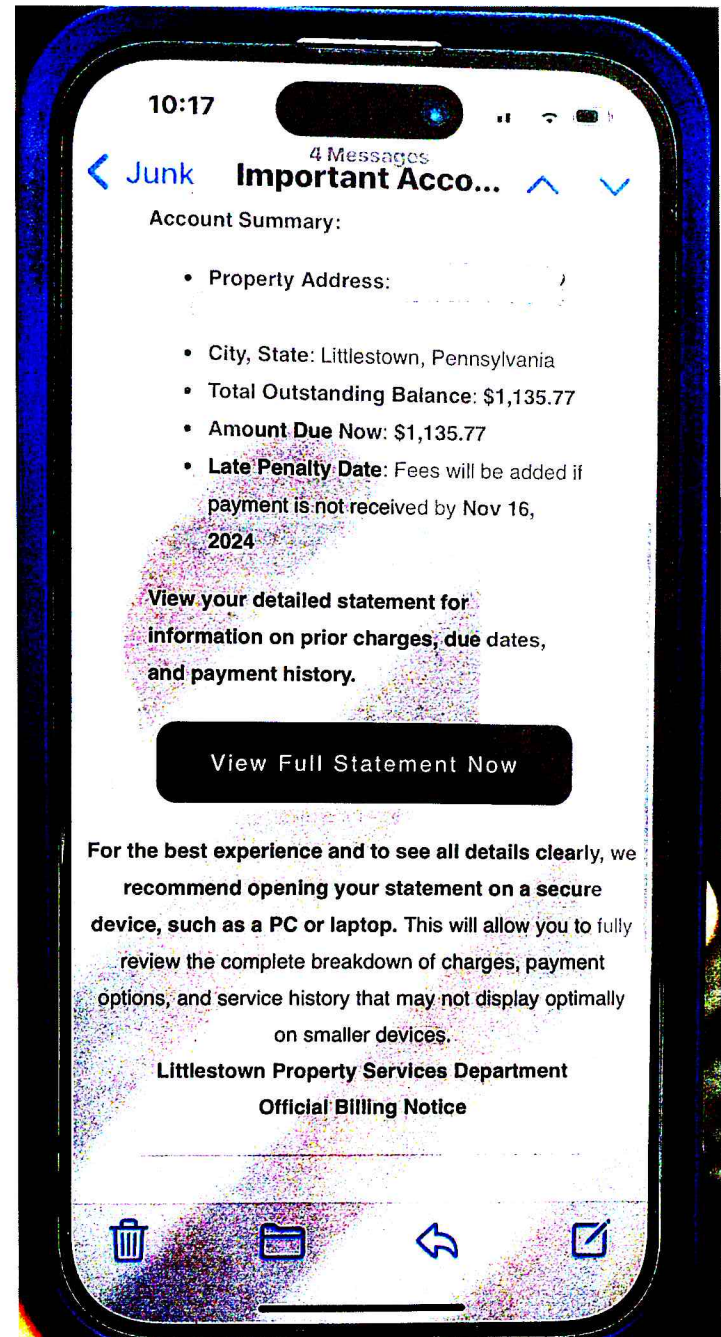 10:17
4 Messages
Junk Important Acco...
Account Summary:
• Property Address:
• City, State: Littlestown, Pennsylvania
• Total Outstanding Balance: $1,135.77
• Amount Due Now: $1,135.77
• Late Penalty Date: Fees will be added if
payment is not received by Nov 16,
2024
View your detailed statement for
information on prior charges, due dates,
and payment history.
View Full Statement Now
For the best experience and to see all details clearly, we
recommend opening your statement on a secure
device, such as a PC or laptop. This will allow you to fully
review the complete breakdown of charges, payment
options, and service history that may not display optimally
on smaller devices.
Littlestown Property Services Department
Official Billing Notice